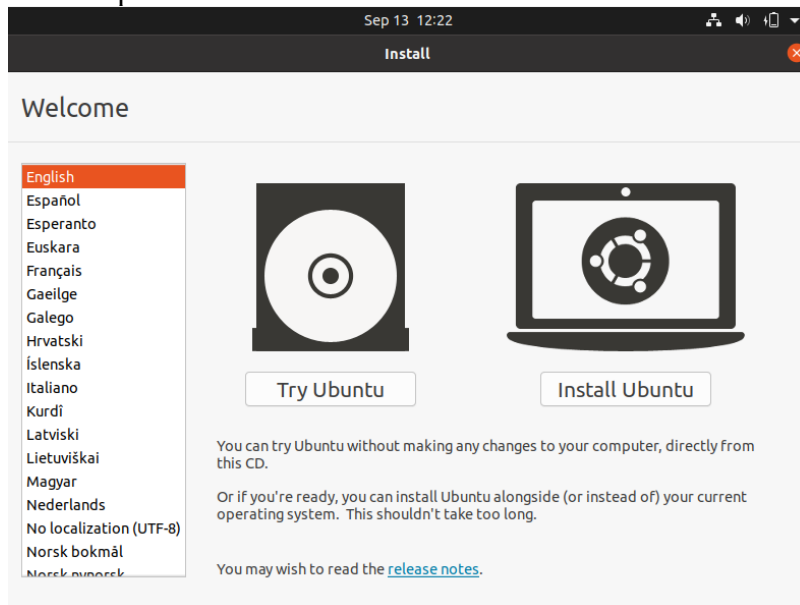 Sep 13 12:22
Install
Welcome
English
Español
Esperanto
Euskara
Français
Gaeilge
Galego
Hrvatski
Íslenska
Italiano
Kurdî
Latviski
Lietuviškai
Magyar
Nederlands
No localization (UTF-8)
Norsk bokmål
Norsk nynorsk
Try Ubuntu
Install Ubuntu
You can try Ubuntu without making any changes to your computer, directly from
this CD.
Or if you're ready, you can install Ubuntu alongside (or instead of) your current
operating system. This shouldn't take too long.
You may wish to read the release notes.